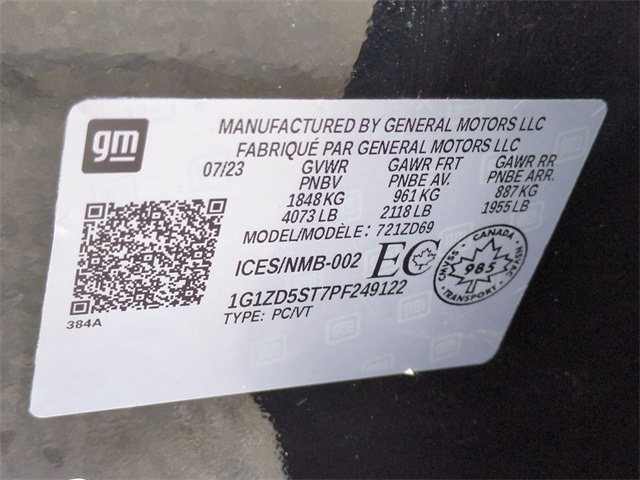 gm
MANUFACTURED BY GENERAL MOTORS LLC
FABRIQUÉ PAR GENERAL MOTORS LLC
07/23 GVWR GAWR FRT GAWR RR
PNBV PNBE AV. PNBE ARR.
1848 KG 961 KG 887 KG
4073 LB 2118 LB 1955 LB
MODEL/MODÈLE: 721ZD69
ICES/NMB-002 EC
CANADA
CMVSS 985 NSVAC
TRANSPORT
1G1ZD5ST7PF249122
TYPE: PC/VT
384A